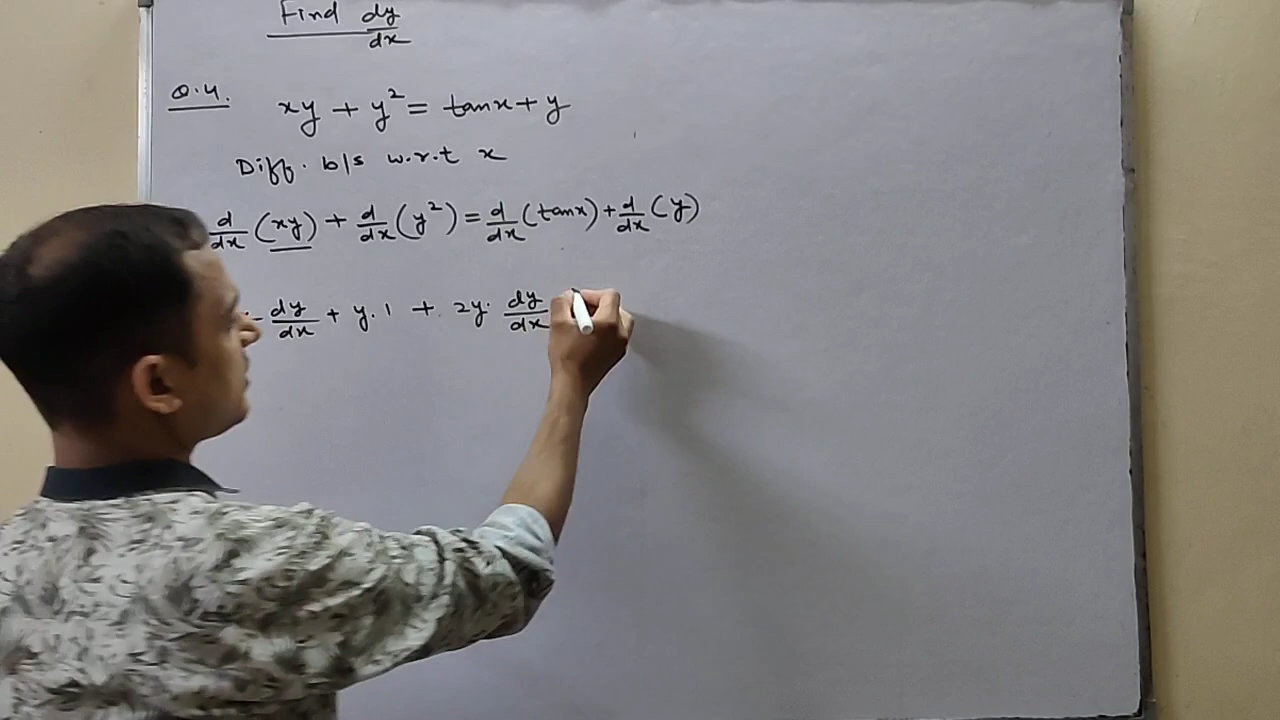 Find dy/dx
Q.4. xy + y² = tanx + y
Diff. b/s w.r.t x
d/dx (xy) + d/dx (y²) = d/dx (tanx) + d/dx (y)
dy/dx + y.1 + 2y. dy/dx